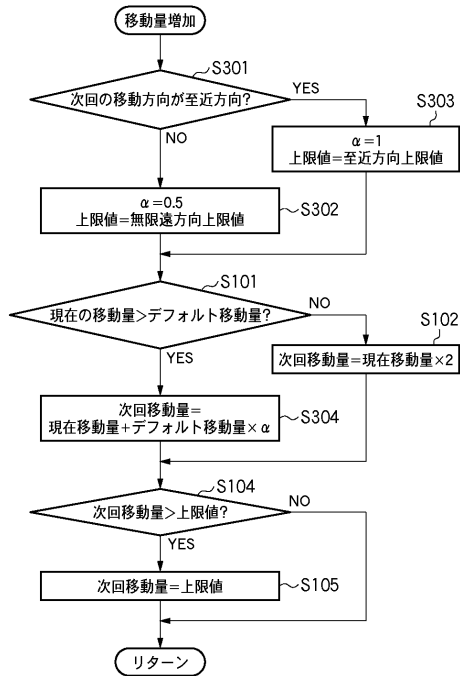 移動量増加
S301
次回の移動方向が至近方向?
YES
NO
S303
α=1
上限値=至近方向上限値
α=0.5
上限値=無限遠方向上限値
S302
S101
現在の移動量>デフォルト移動量?
NO
YES
S102
次回移動量=現在移動量×2
次回移動量=
現在移動量+デフォルト移動量×α
S304
S104
次回移動量>上限値?
NO
YES
次回移動量=上限値
S105
リターン